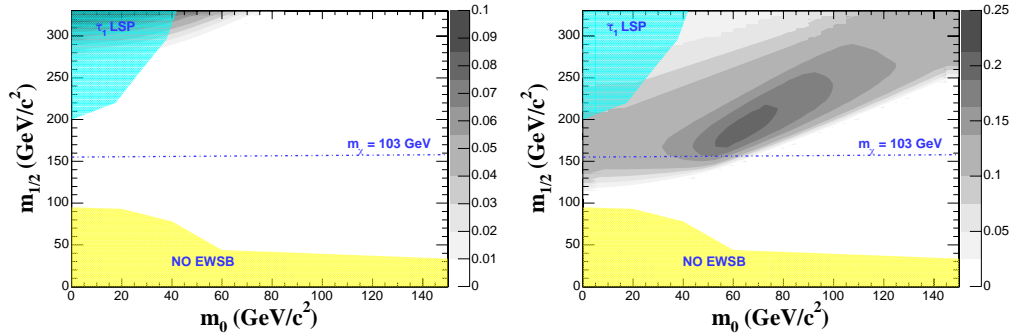 τ̃₁ LSP
m_χ = 103 GeV
NO EWSB
m₁/₂ (GeV/c²)
0
50
100
150
200
250
300
0 20 40 60 80 100 120 140
m₀ (GeV/c²)
0.1
0.09
0.08
0.07
0.06
0.05
0.04
0.03
0.02
0.01
0
τ̃₁ LSP
m_χ = 103 GeV
NO EWSB
m₁/₂ (GeV/c²)
0
50
100
150
200
250
300
0 20 40 60 80 100 120 140
m₀ (GeV/c²)
0.25
0.2
0.15
0.1
0.05
0